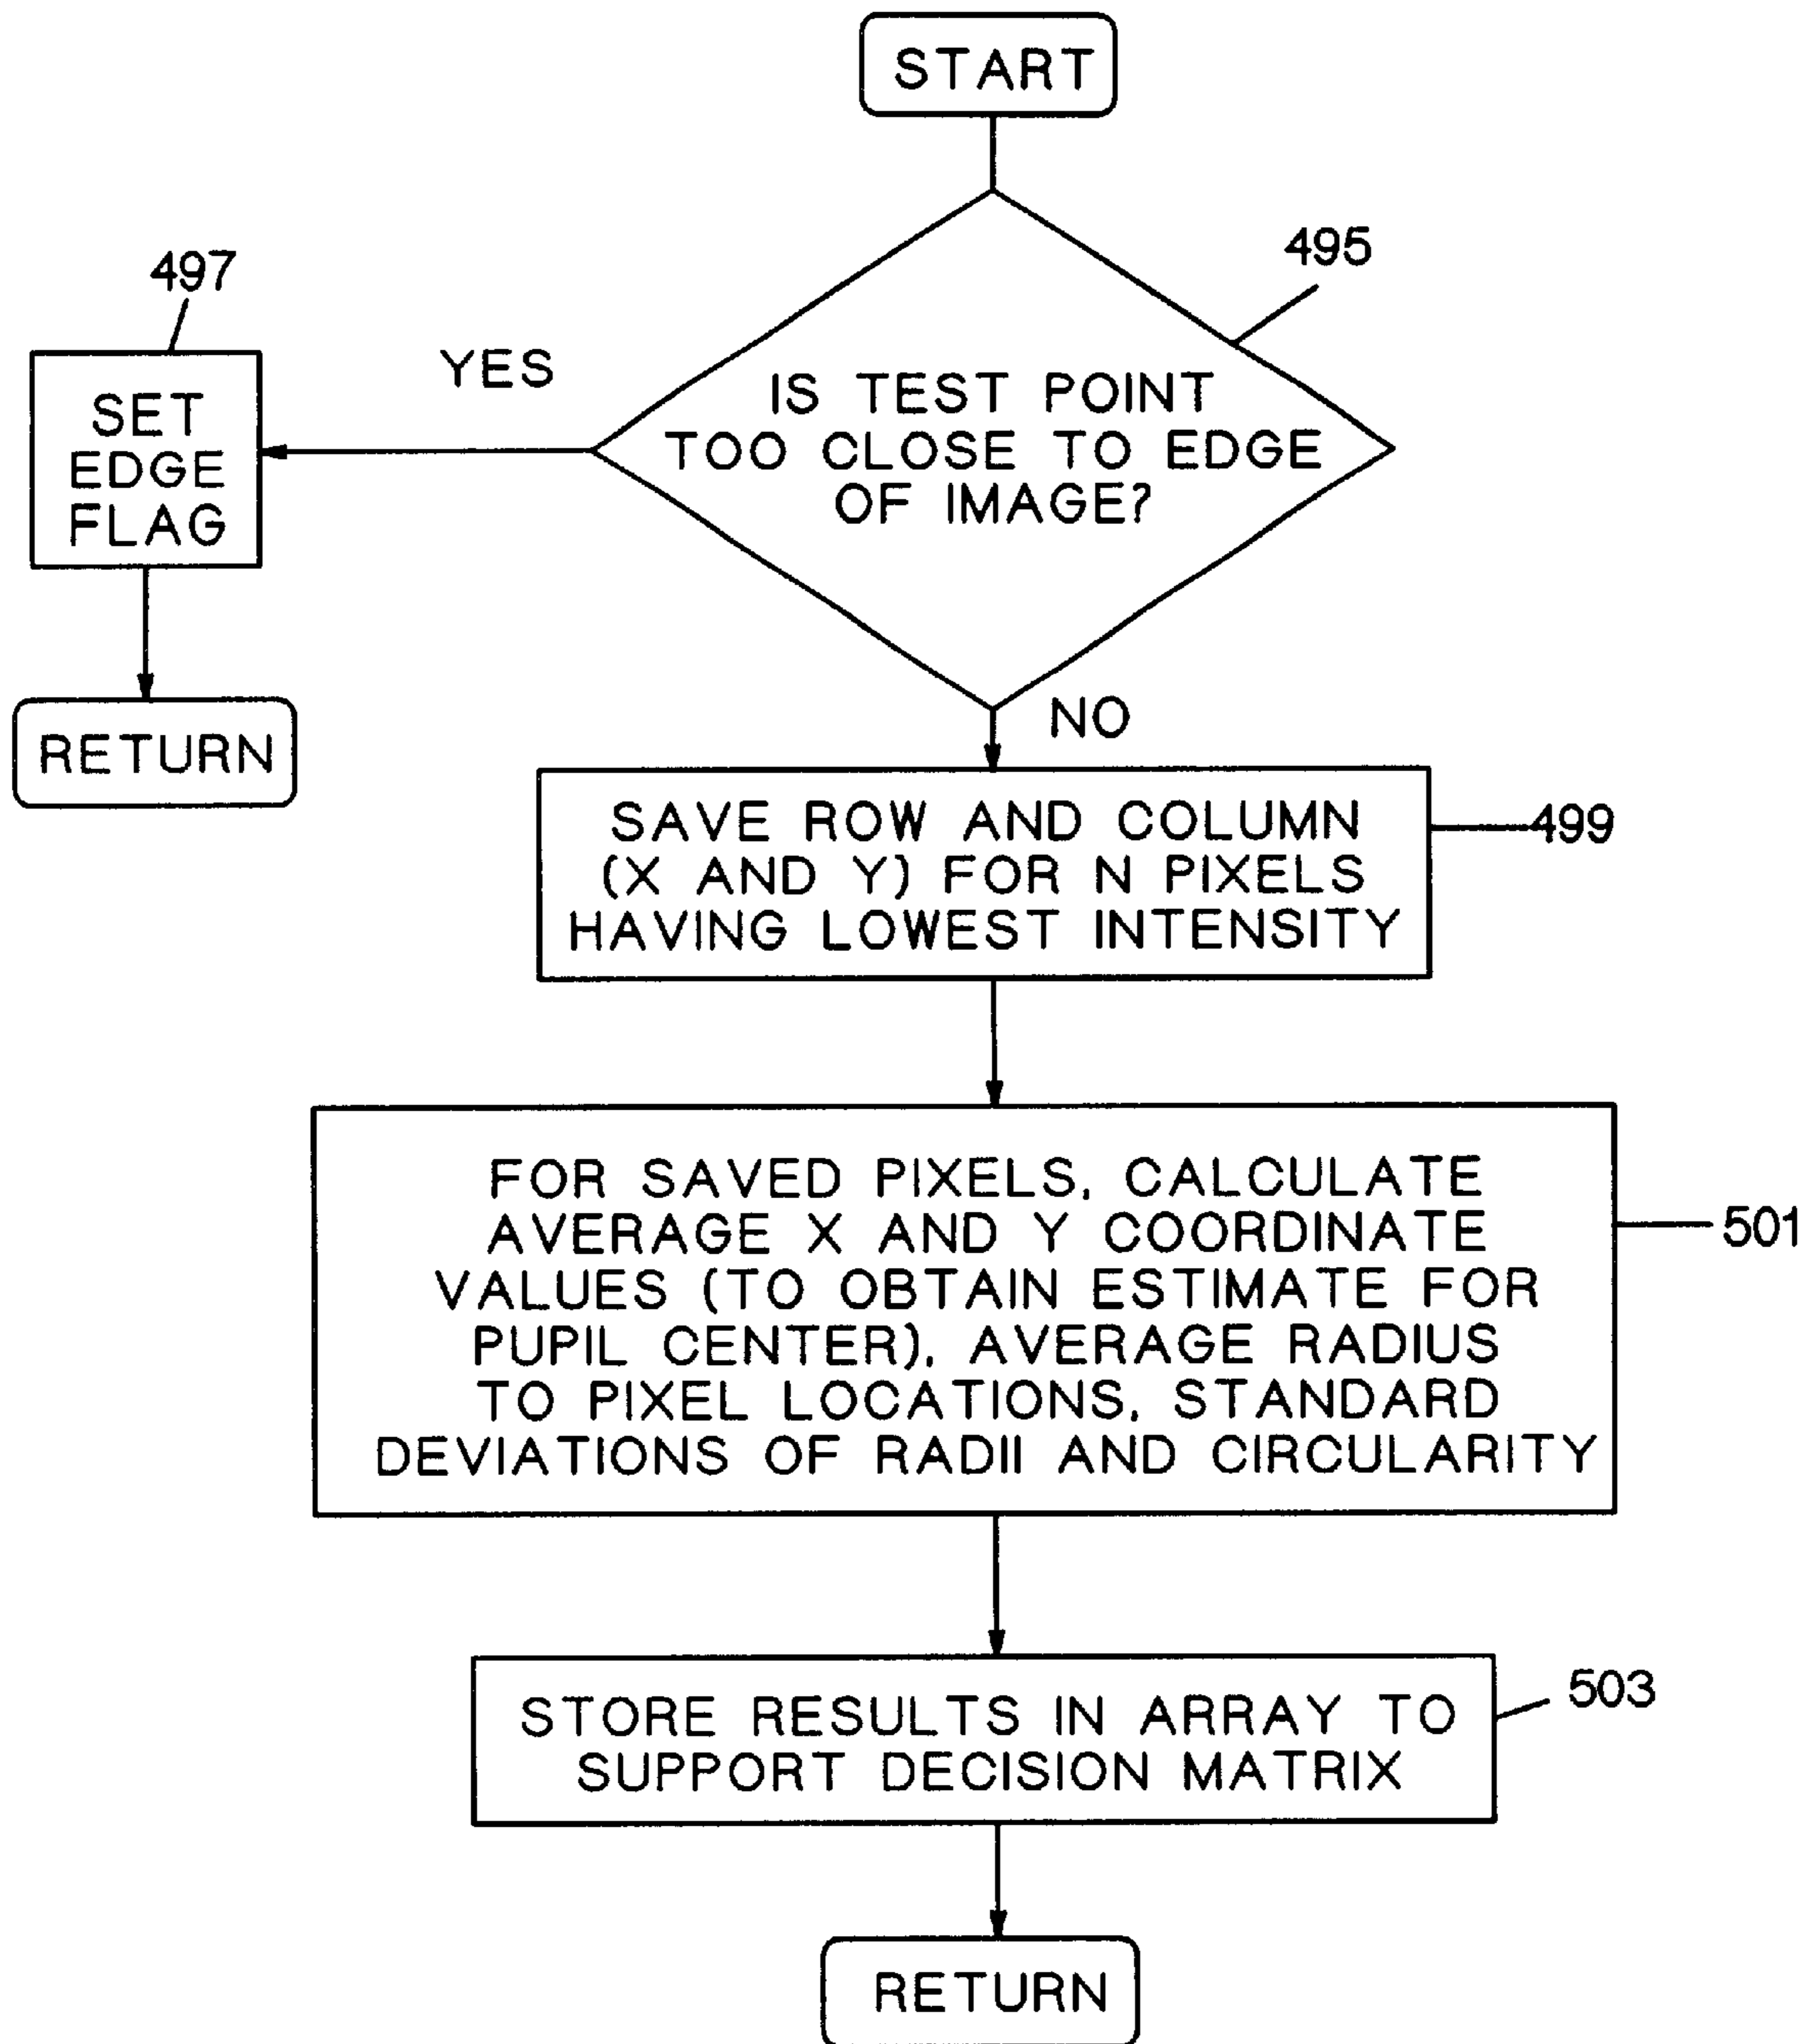 START
495
497
YES
IS TEST POINT
TOO CLOSE TO EDGE
OF IMAGE?
SET
EDGE
FLAG
NO
RETURN
SAVE ROW AND COLUMN
(X AND Y) FOR N PIXELS
HAVING LOWEST INTENSITY
499
FOR SAVED PIXELS, CALCULATE
AVERAGE X AND Y COORDINATE
VALUES (TO OBTAIN ESTIMATE FOR
PUPIL CENTER), AVERAGE RADIUS
TO PIXEL LOCATIONS, STANDARD
DEVIATIONS OF RADII AND CIRCULARITY
501
STORE RESULTS IN ARRAY TO
SUPPORT DECISION MATRIX
503
RETURN